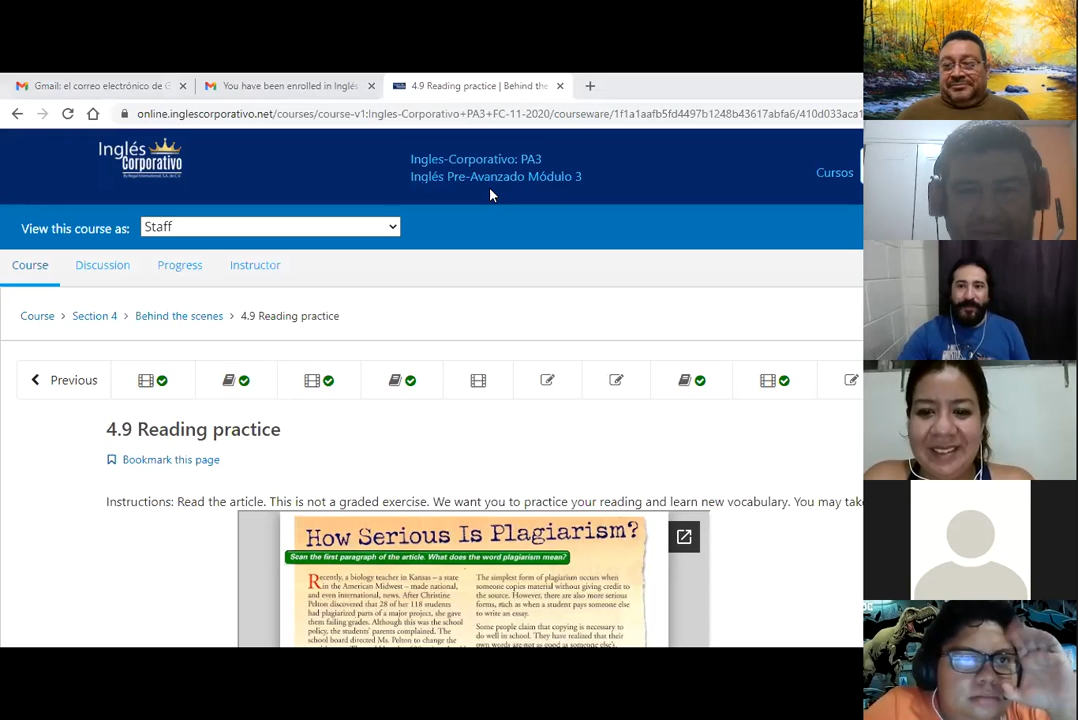 Gmail: el correo electrónico de G
You have been enrolled in Inglés
4.9 Reading practice | Behind the
online.inglescorporativo.net/courses/course-v1:Ingles-Corporativo+PA3+FC-11-2020/courseware/1f1a1aafb5fd4497b1248b43617abfa6/410d033aca1
Inglés
Corporativo
Ingles-Corporativo: PA3
Inglés Pre-Avanzado Módulo 3
Cursos
View this course as:
Staff
Course
Discussion
Progress
Instructor
Course > Section 4 > Behind the scenes > 4.9 Reading practice
Previous
4.9 Reading practice
Bookmark this page
Instructions: Read the article. This is not a graded exercise. We want you to practice your reading and learn new vocabulary. You may take
How Serious Is Plagiarism?
Scan the first paragraph of the article. What does the word plagiarism mean?
Recently, a biology teacher in Kansas – a state
in the American Midwest – made national,
and even international, news. After Christine
Pelton discovered that 28 of her 118 students
had plagiarized parts of a major project, she gave
them failing grades. Although this was the school
policy, the students' parents complained. The
school board directed Ms. Pelton to change the
The simplest form of plagiarism occurs when
someone copies material without giving credit to
the source. However, there are also more serious
forms, such as when a student pays someone else
to write an essay.
Some people claim that copying is necessary to
do well in school. They have realized that their
own words are not as good as someone else's.